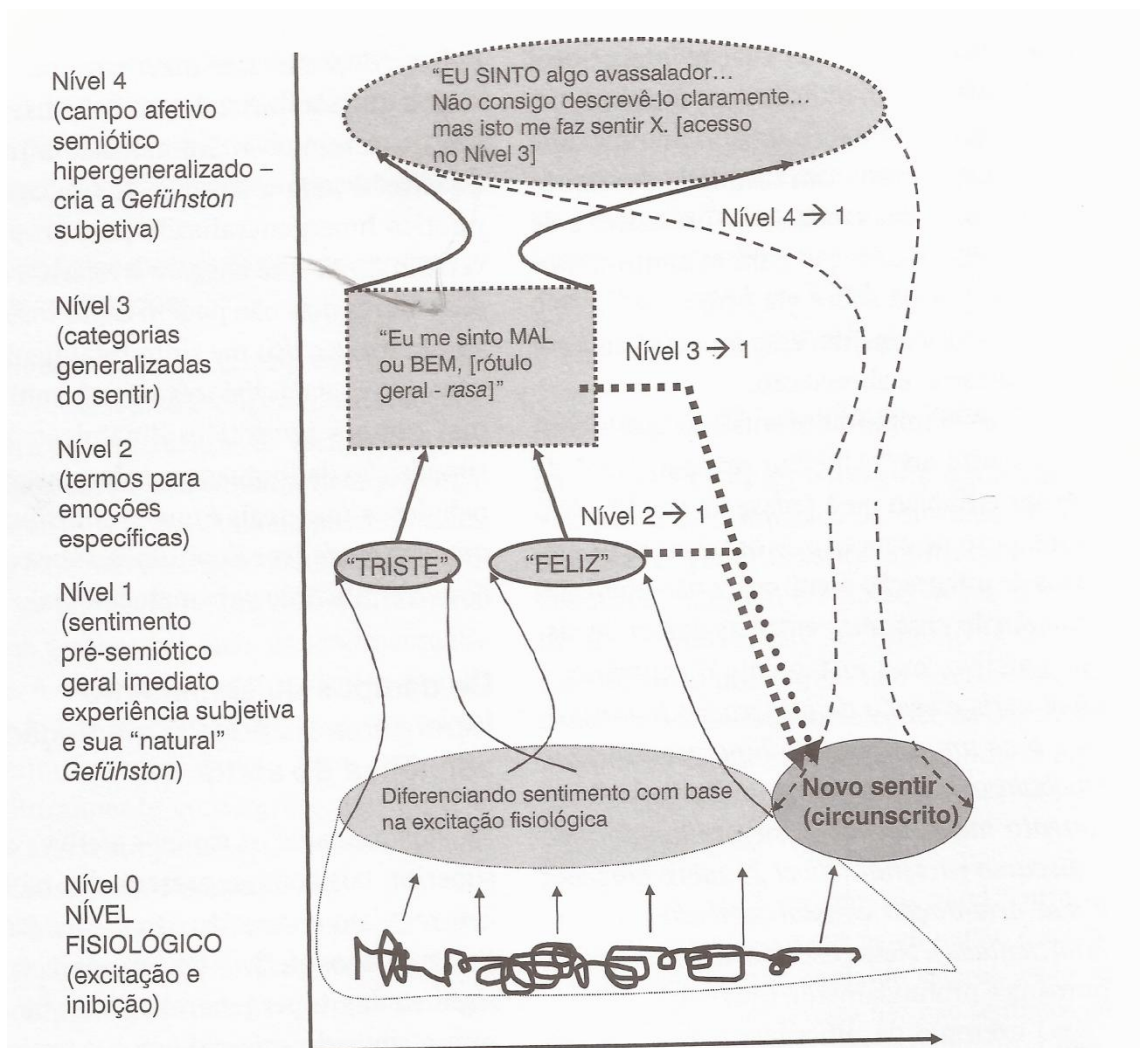 Nível 4
(campo afetivo
semiótico
hipergeneralizado –
cria a Gefühston
subjetiva)
"EU SINTO algo avassalador...
Não consigo descrevê-lo claramente...
mas isto me faz sentir X. [acesso
no Nível 3]
Nível 4 → 1
Nível 3
(categorias
generalizadas
do sentir)
"Eu me sinto MAL
ou BEM, [rótulo
geral - rasa]"
Nível 3 → 1
Nível 2
(termos para
emoções
específicas)
Nível 2 → 1
"TRISTE"
"FELIZ"
Nível 1
(sentimento
pré-semiótico
geral imediato
experiência subjetiva
e sua "natural"
Gefühston)
Diferenciando sentimento com base
na excitação fisiológica
Novo sentir
(circunscrito)
Nível 0
NÍVEL
FISIOLÓGICO
(excitação e
inibição)